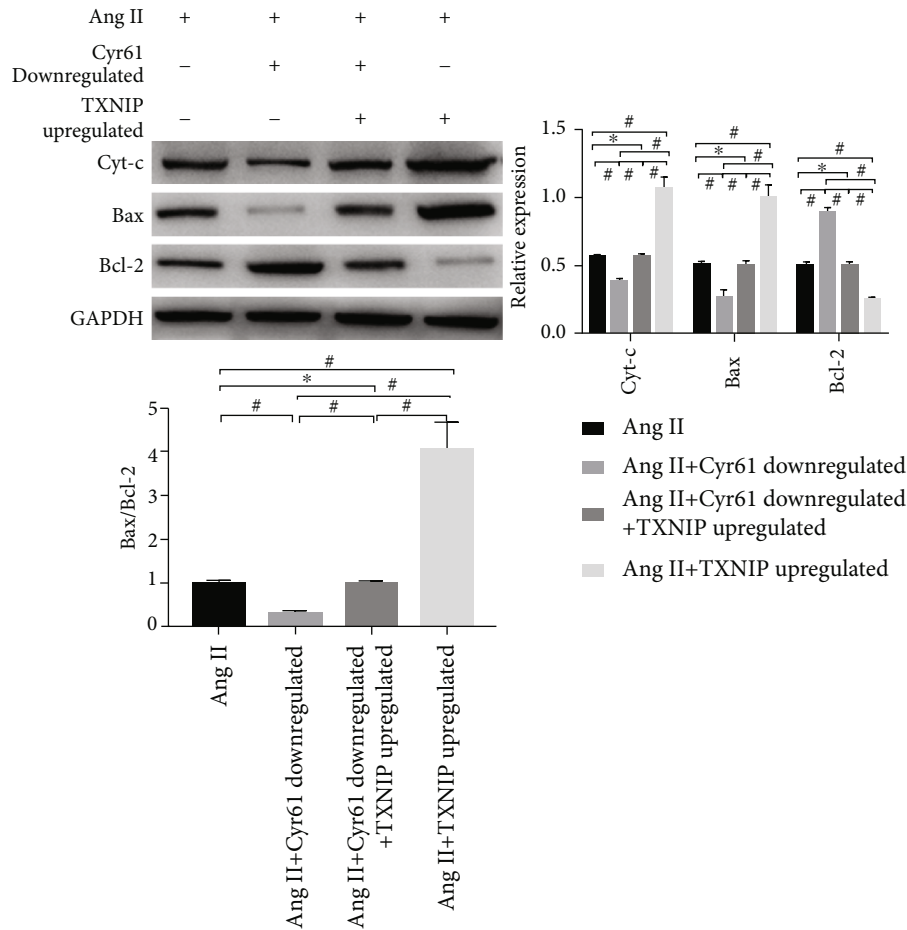 Ang II + + + +
Cyr61
Downregulated – + + –
TXNIP
upregulated – – + +
Cyt-c
Bax
Bcl-2
GAPDH
Relative expression
1.5
1.0
0.5
0.0
#
* #
# # #
#
* #
# # #
#
* #
# # #
Cyt-c
Bax
Bcl-2
Bax/Bcl-2
5
4
3
2
1
0
#
* #
# # #
Ang II
Ang II+Cyr61 downregulated
Ang II+Cyr61 downregulated
+TXNIP upregulated
Ang II+TXNIP upregulated
Ang II
Ang II+Cyr61 downregulated
Ang II+Cyr61 downregulated
+TXNIP upregulated
Ang II+TXNIP upregulated